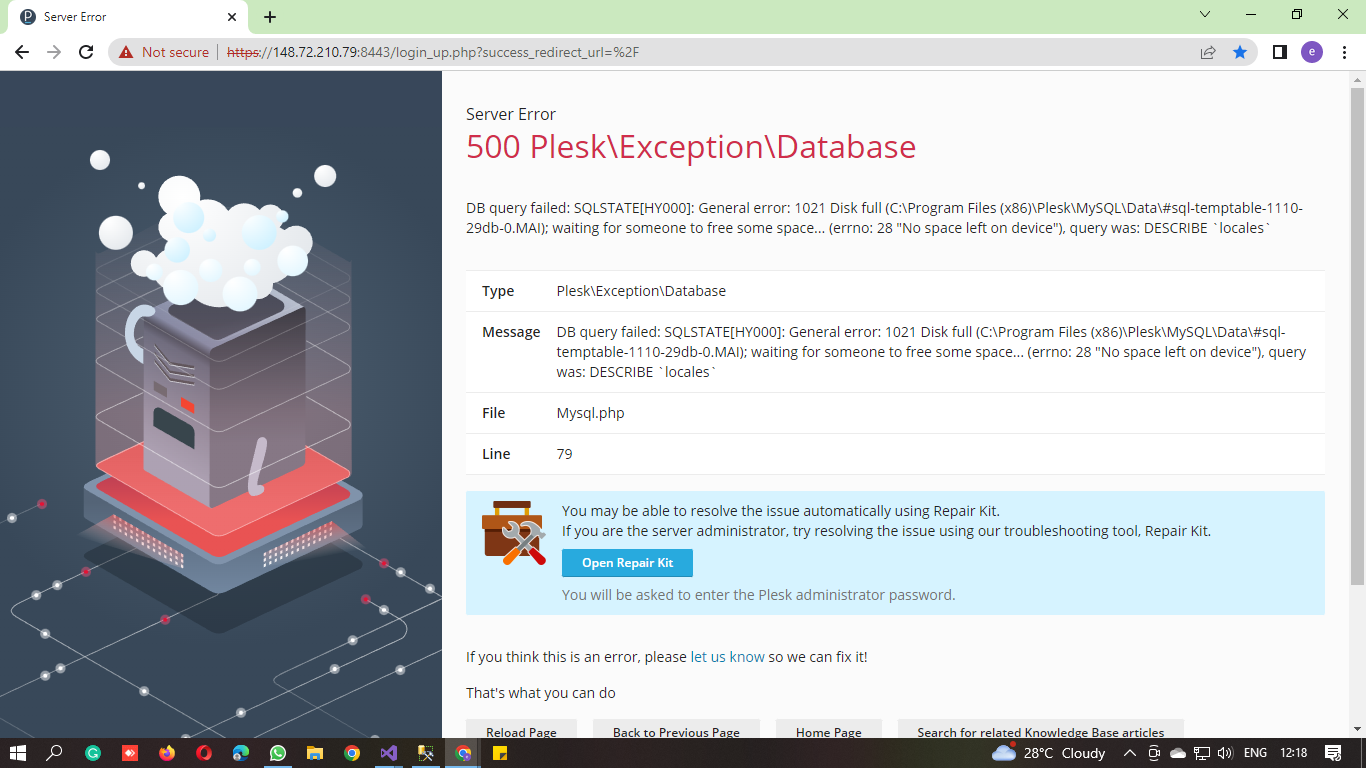 Server Error
Not secure
https://148.72.210.79:8443/login_up.php?success_redirect_url=%2F
e
Server Error
500 Plesk\Exception\Database
DB query failed: SQLSTATE[HY000]: General error: 1021 Disk full (C:\Program Files (x86)\Plesk\MySQL\Data\#sql-temptable-1110-
29db-0.MAI); waiting for someone to free some space... (errno: 28 "No space left on device"), query was: DESCRIBE `locales`
Type Plesk\Exception\Database
Message DB query failed: SQLSTATE[HY000]: General error: 1021 Disk full (C:\Program Files (x86)\Plesk\MySQL\Data\#sql-
temptable-1110-29db-0.MAI); waiting for someone to free some space... (errno: 28 "No space left on device"), query
was: DESCRIBE `locales`
File Mysql.php
Line 79
You may be able to resolve the issue automatically using Repair Kit.
If you are the server administrator, try resolving the issue using our troubleshooting tool, Repair Kit.
Open Repair Kit
You will be asked to enter the Plesk administrator password.
If you think this is an error, please let us know so we can fix it!
That's what you can do
Reload Page Back to Previous Page Home Page Search for related Knowledge Base articles
28°C Cloudy ENG 12:18